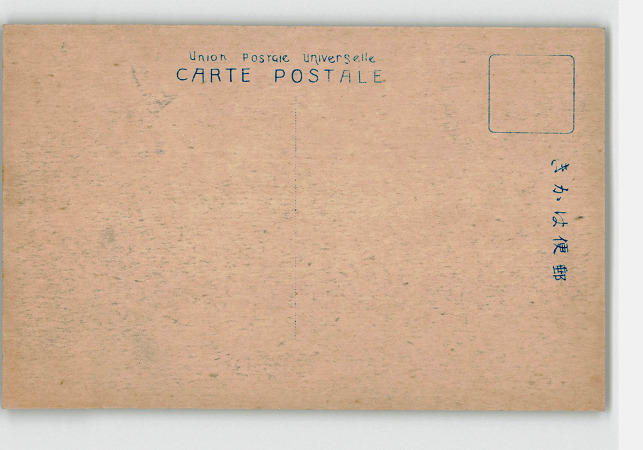 Union Postale Universelle
CARTE POSTALE
きかは便郵